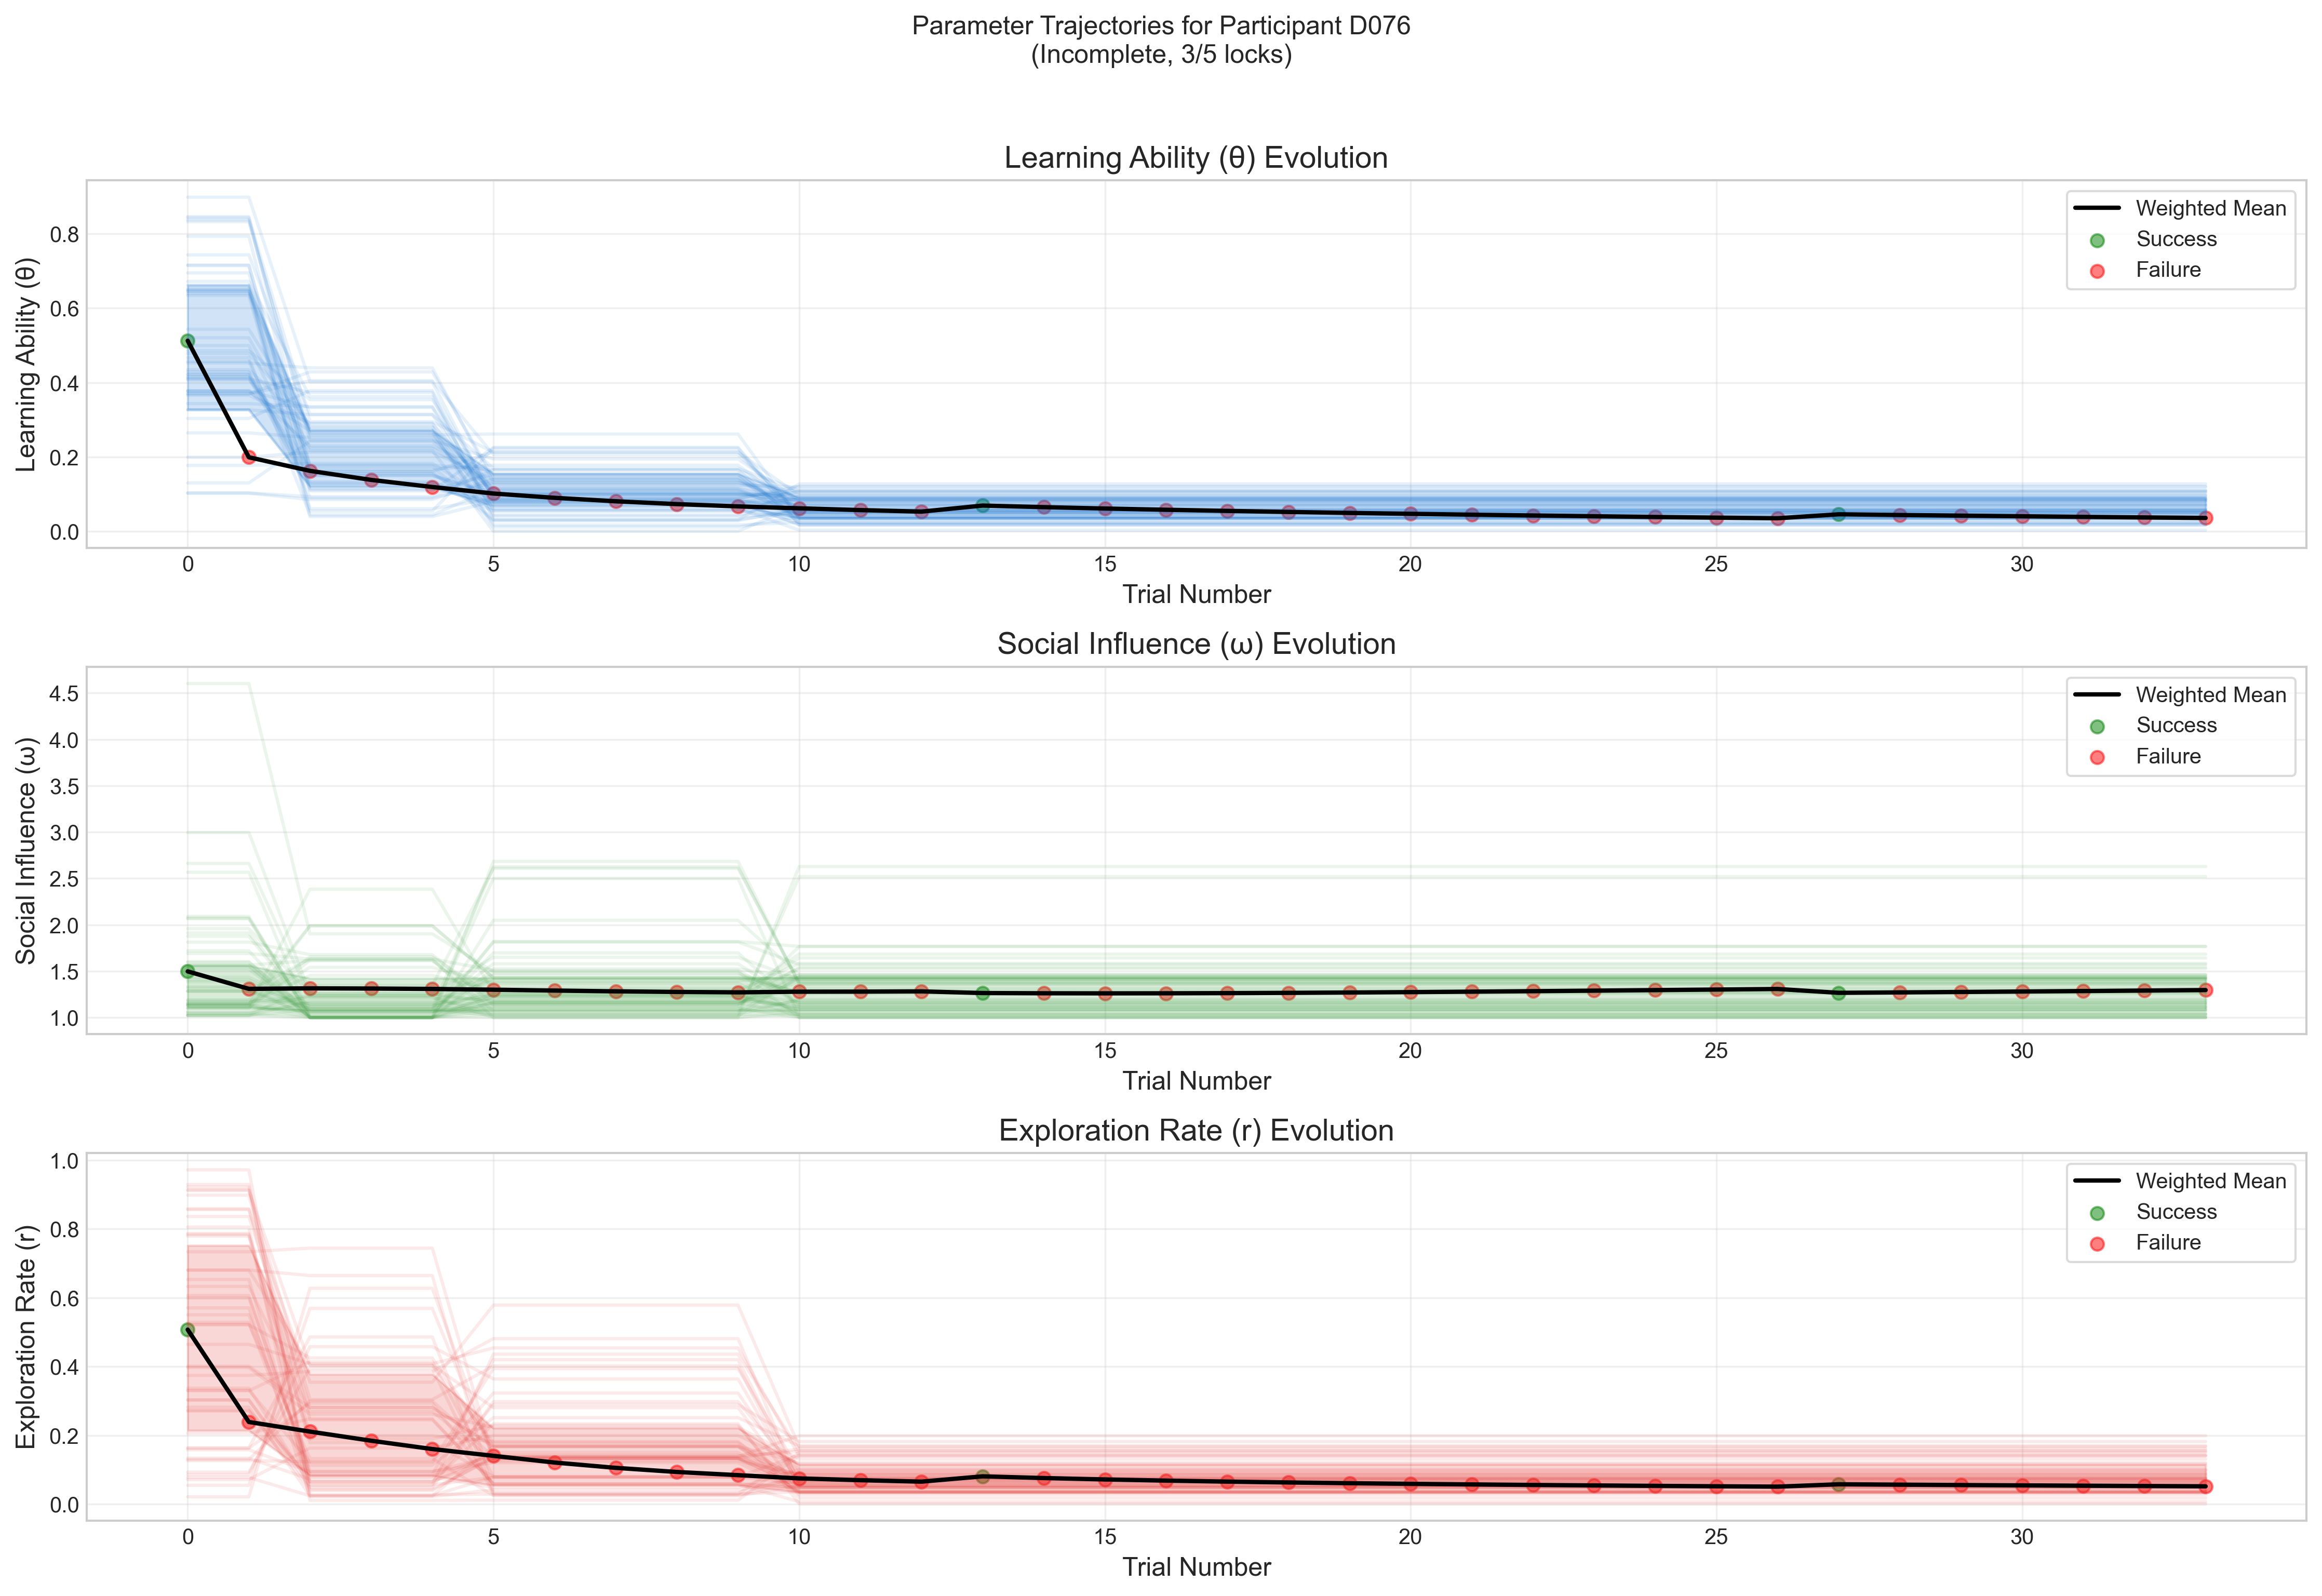 Parameter Trajectories for Participant D076
(Incomplete, 3/5 locks)
Learning Ability (θ) Evolution
Learning Ability (θ)
0.8
0.6
0.4
0.2
0.0
Weighted Mean
Success
Failure
0 5 10 15 20 25 30
Trial Number
Social Influence (ω) Evolution
Social Influence (ω)
4.5
4.0
3.5
3.0
2.5
2.0
1.5
1.0
Weighted Mean
Success
Failure
0 5 10 15 20 25 30
Trial Number
Exploration Rate (r) Evolution
Exploration Rate (r)
1.0
0.8
0.6
0.4
0.2
0.0
Weighted Mean
Success
Failure
0 5 10 15 20 25 30
Trial Number